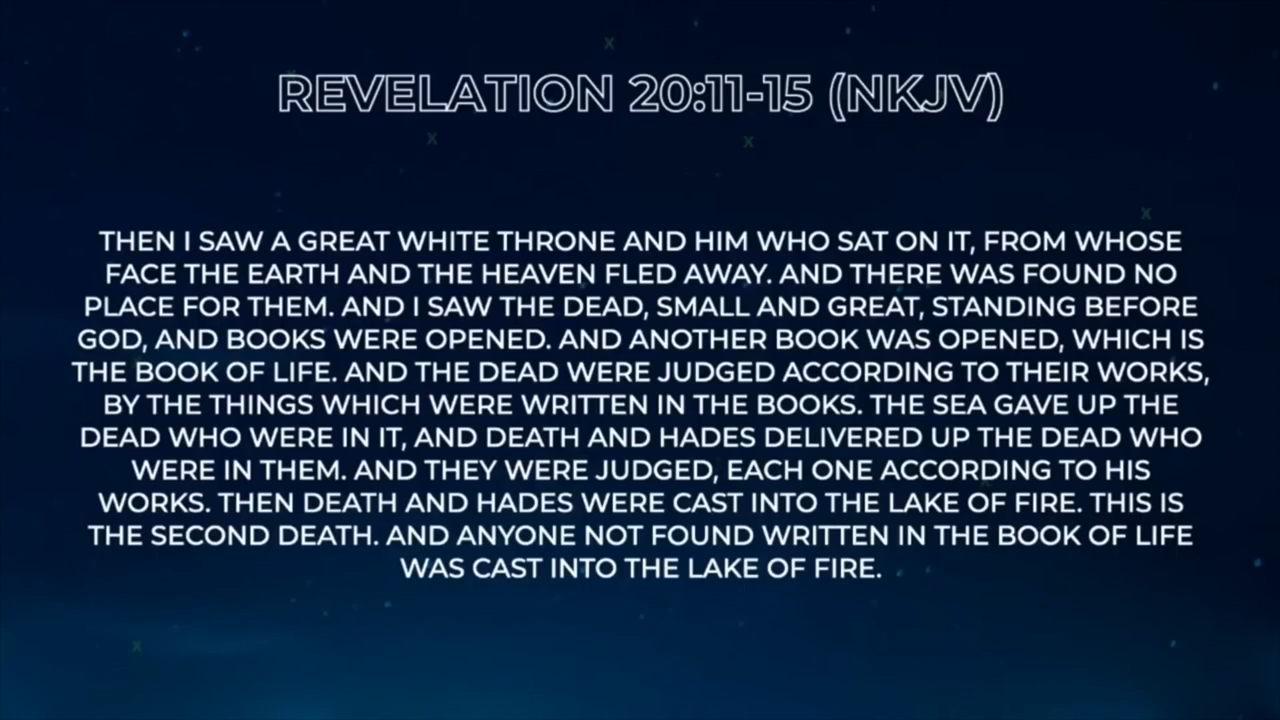 REVELATION 20:11-15 (NKJV)
THEN I SAW A GREAT WHITE THRONE AND HIM WHO SAT ON IT, FROM WHOSE
FACE THE EARTH AND THE HEAVEN FLED AWAY. AND THERE WAS FOUND NO
PLACE FOR THEM. AND I SAW THE DEAD, SMALL AND GREAT, STANDING BEFORE
GOD, AND BOOKS WERE OPENED. AND ANOTHER BOOK WAS OPENED, WHICH IS
THE BOOK OF LIFE. AND THE DEAD WERE JUDGED ACCORDING TO THEIR WORKS,
BY THE THINGS WHICH WERE WRITTEN IN THE BOOKS. THE SEA GAVE UP THE
DEAD WHO WERE IN IT, AND DEATH AND HADES DELIVERED UP THE DEAD WHO
WERE IN THEM. AND THEY WERE JUDGED, EACH ONE ACCORDING TO HIS
WORKS. THEN DEATH AND HADES WERE CAST INTO THE LAKE OF FIRE. THIS IS
THE SECOND DEATH. AND ANYONE NOT FOUND WRITTEN IN THE BOOK OF LIFE
WAS CAST INTO THE LAKE OF FIRE.